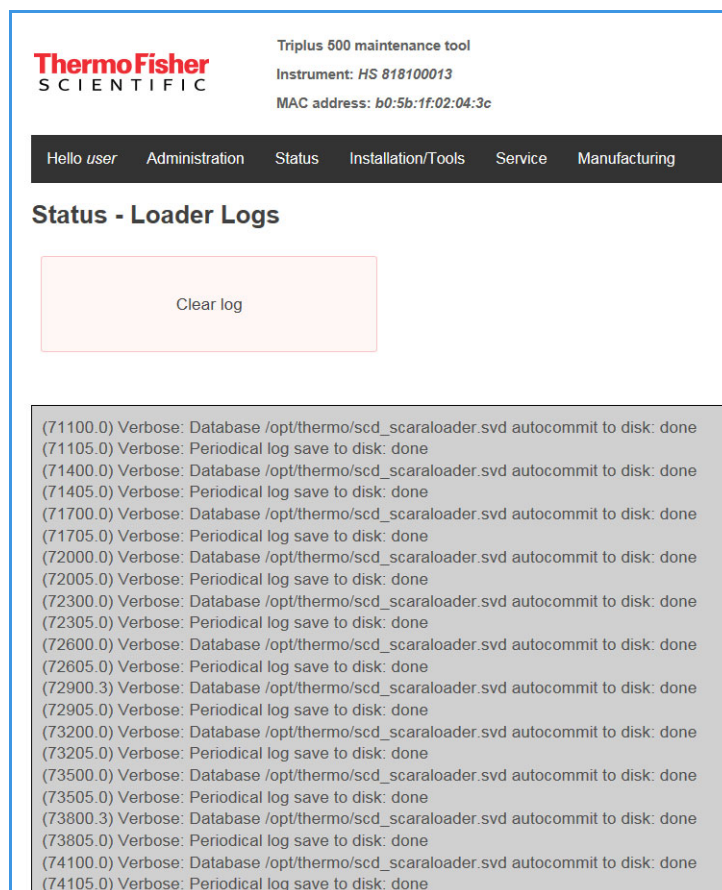 Triplus 500 maintenance tool
ThermoFisher
SCIENTIFIC
Instrument: HS 818100013
MAC address: b0:5b:1f:02:04:3c
Hello user Administration Status Installation/Tools Service Manufacturing
Status - Loader Logs
Clear log
(71100.0) Verbose: Database /opt/thermo/scd_scaraloader.svd autocommit to disk: done
(71105.0) Verbose: Periodical log save to disk: done
(71400.0) Verbose: Database /opt/thermo/scd_scaraloader.svd autocommit to disk: done
(71405.0) Verbose: Periodical log save to disk: done
(71700.0) Verbose: Database /opt/thermo/scd_scaraloader.svd autocommit to disk: done
(71705.0) Verbose: Periodical log save to disk: done
(72000.0) Verbose: Database /opt/thermo/scd_scaraloader.svd autocommit to disk: done
(72005.0) Verbose: Periodical log save to disk: done
(72300.0) Verbose: Database /opt/thermo/scd_scaraloader.svd autocommit to disk: done
(72305.0) Verbose: Periodical log save to disk: done
(72600.0) Verbose: Database /opt/thermo/scd_scaraloader.svd autocommit to disk: done
(72605.0) Verbose: Periodical log save to disk: done
(72900.3) Verbose: Database /opt/thermo/scd_scaraloader.svd autocommit to disk: done
(72905.0) Verbose: Periodical log save to disk: done
(73200.0) Verbose: Database /opt/thermo/scd_scaraloader.svd autocommit to disk: done
(73205.0) Verbose: Periodical log save to disk: done
(73500.0) Verbose: Database /opt/thermo/scd_scaraloader.svd autocommit to disk: done
(73505.0) Verbose: Periodical log save to disk: done
(73800.3) Verbose: Database /opt/thermo/scd_scaraloader.svd autocommit to disk: done
(73805.0) Verbose: Periodical log save to disk: done
(74100.0) Verbose: Database /opt/thermo/scd_scaraloader.svd autocommit to disk: done
(74105.0) Verbose: Periodical log save to disk: done